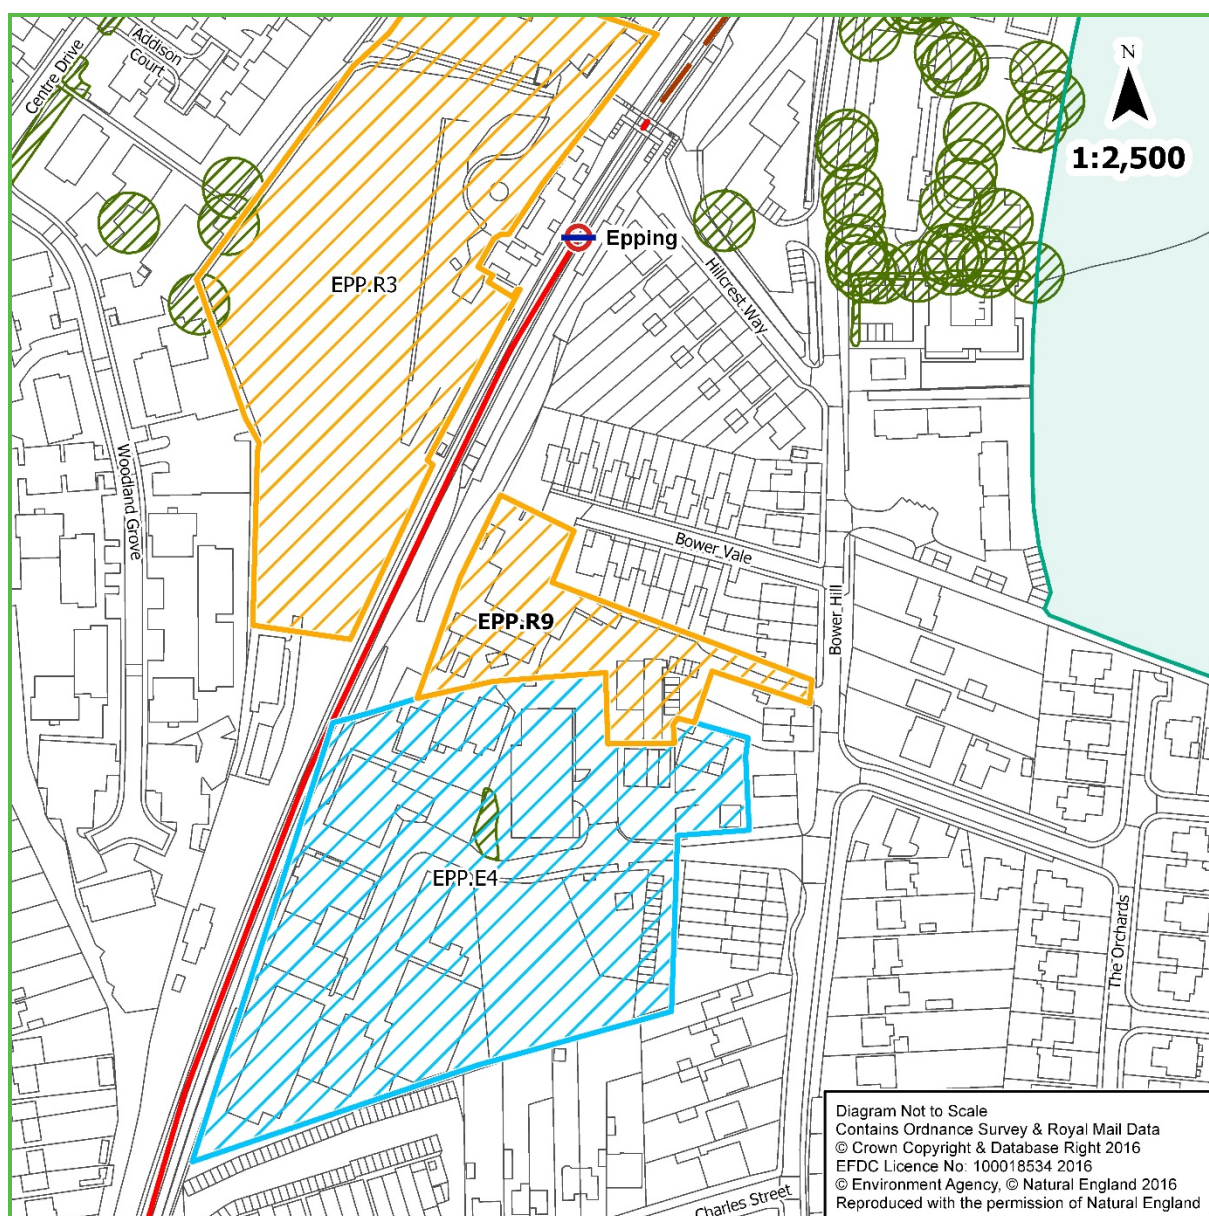 Addison
Court
Centre Drive
N
1:2,500
Epping
Hillcrest Way
EPP.R3
Woodland Grove
Bower Vale
Bower Hill
EPP.R9
EPP.E4
The Orchards
Charles Street
Diagram Not to Scale
Contains Ordnance Survey & Royal Mail Data
© Crown Copyright & Database Right 2016
EFDC Licence No: 100018534 2016
© Environment Agency, © Natural England 2016
Reproduced with the permission of Natural England